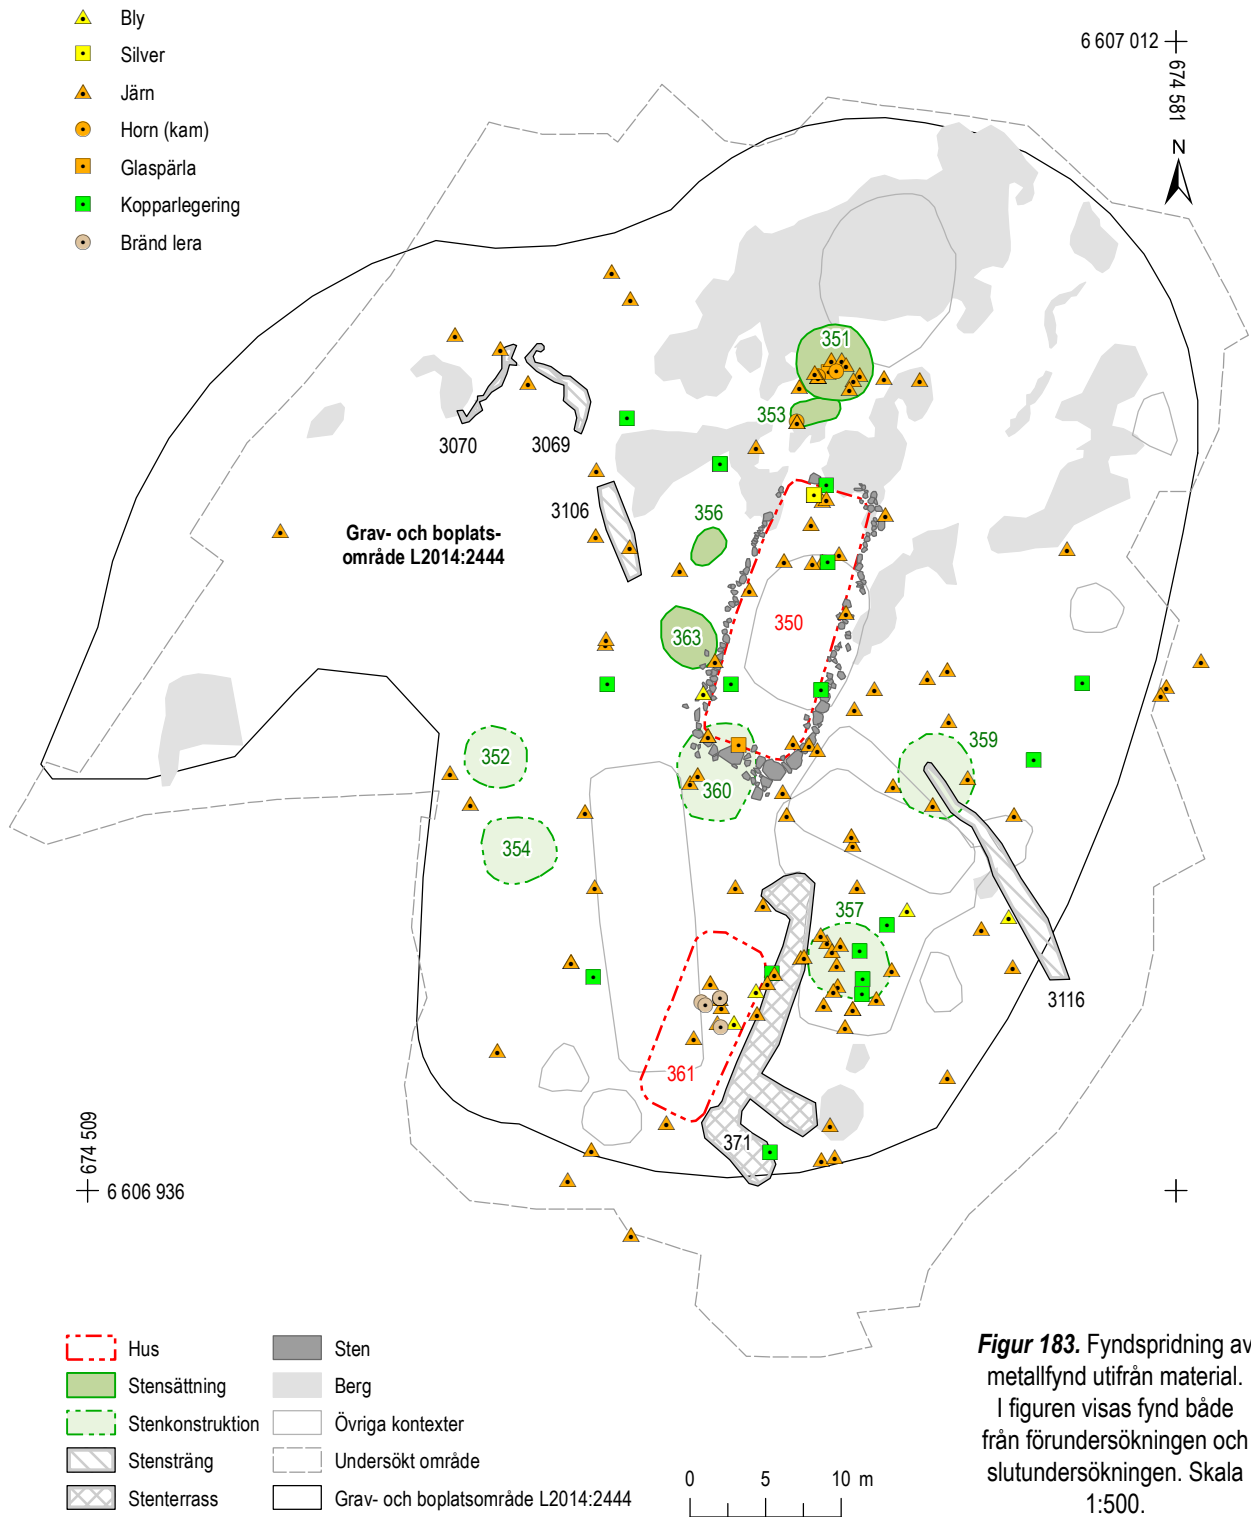 Bly
Silver
Järn
Horn (kam)
Glaspärla
Kopparlegering
Bränd lera
6 607 012
674 581
N
351
353
3070
3069
3106
356
Grav- och boplats-
område L2014:2444
350
363
352
359
360
354
357
3116
361
371
674 509
6 606 936
Hus
Stensättning
Stenkonstruktion
Stensträng
Stenterrass
Sten
Berg
Övriga kontexter
Undersökt område
Grav- och boplatsområde L2014:2444
0 5 10 m
Figur 183. Fyndspridning av
metallfynd utifrån material.
I figuren visas fynd både
från förundersökningen och
slutundersökningen. Skala
1:500.